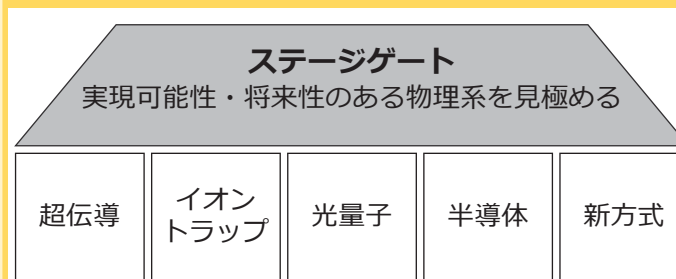 ステージゲート
実現可能性・将来性のある物理系を見極める
超伝導
イオン
トラップ
光量子
半導体
新方式